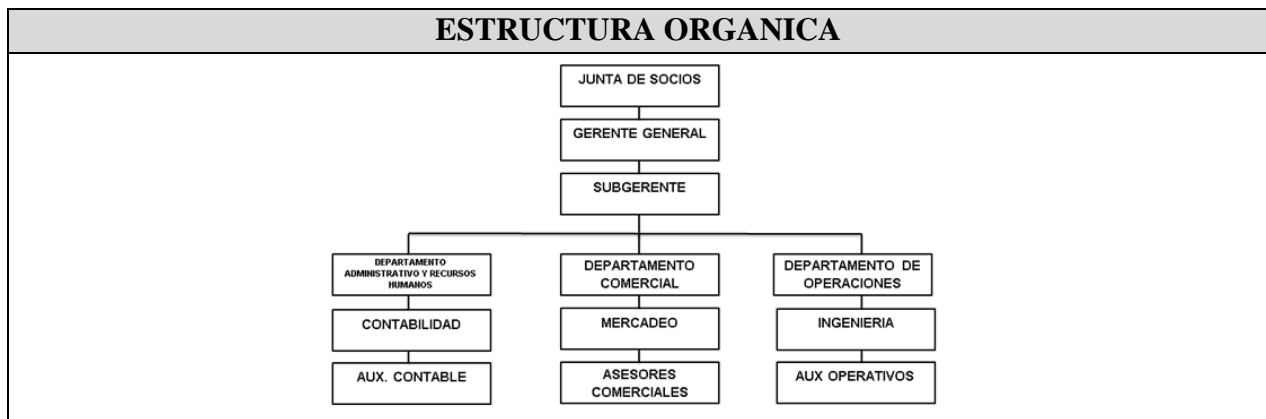 ESTRUCTURA ORGANICA
JUNTA DE SOCIOS
GERENTE GENERAL
SUBGERENTE
DEPARTAMENTO
ADMINISTRATIVO Y RECURSOS
HUMANOS
DEPARTAMENTO
COMERCIAL
DEPARTAMENTO DE
OPERACIONES
CONTABILIDAD
MERCADEO
INGENIERIA
AUX. CONTABLE
ASESORES
COMERCIALES
AUX OPERATIVOS